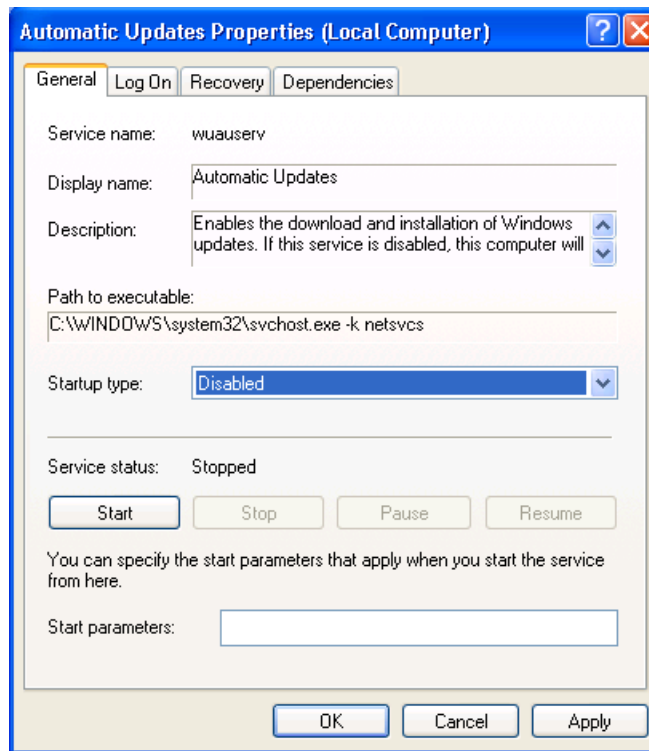 Automatic Updates Properties (Local Computer)
General Log On Recovery Dependencies
Service name: wuauserv
Display name: Automatic Updates
Description: Enables the download and installation of Windows
updates. If this service is disabled, this computer will
Path to executable:
C:\WINDOWS\system32\svchost.exe -k netsvcs
Startup type: Disabled
Service status: Stopped
Start Stop Pause Resume
You can specify the start parameters that apply when you start the service
from here.
Start parameters:
OK Cancel Apply